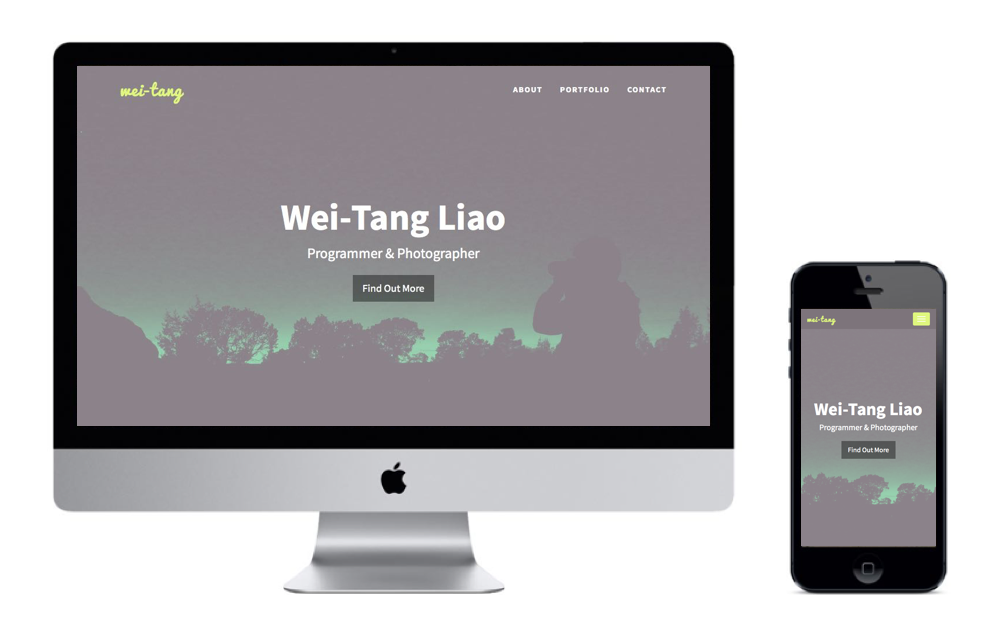 wei-tang
ABOUT PORTFOLIO CONTACT
Wei-Tang Liao
Programmer & Photographer
Find Out More
wei-tang
Wei-Tang Liao
Programmer & Photographer
Find Out More